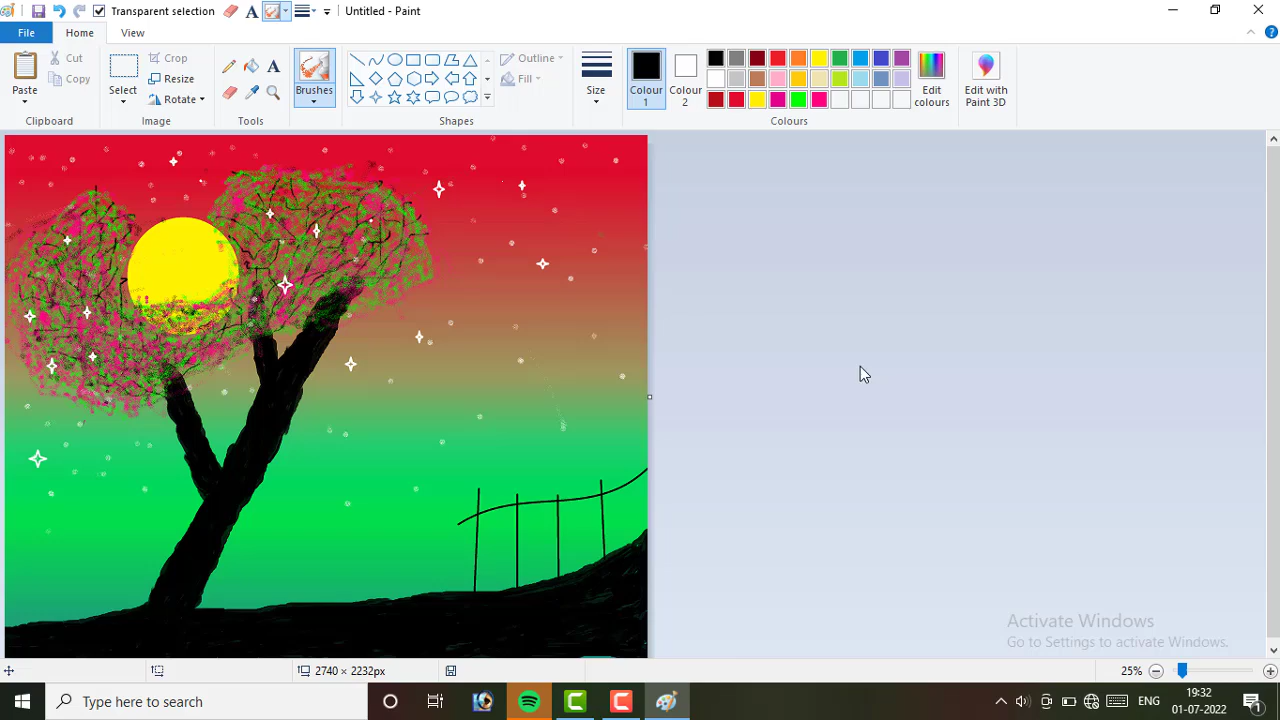 Transparent selection
A
Untitled - Paint
File
Home
View
Paste
Cut
Copy
Clipboard
Select
Crop
Resize
Rotate
Image
A
Tools
Brushes
Outline
Fill
Shapes
Size
Colour 1
Colour 2
Edit colours
Colours
Edit with Paint 3D
Activate Windows
Go to Settings to activate Windows.
2740 × 2232px
25%
Type here to search
ENG
19:32
01-07-2022
1